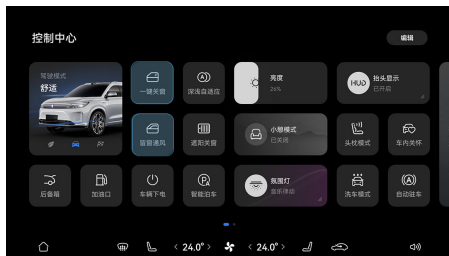 控制中心
编辑
驾驶模式
舒适
一键关窗
深浅自适应
亮度
26%
HUD
抬头显示
已开启
窗窗通风
遮阳关窗
小憩模式
已关闭
头枕模式
车内关怀
后备箱
加油口
车辆下电
智能泊车
氛围灯
音乐律动
洗车模式
自动驻车
< 24.0° >
< 24.0° >